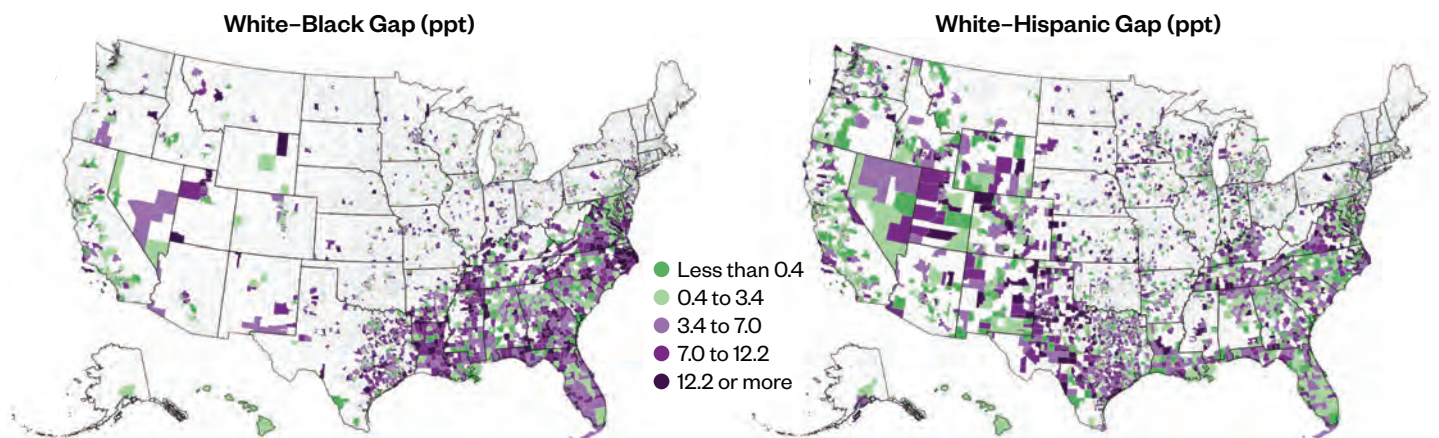 White–Black Gap (ppt)
White–Hispanic Gap (ppt)
Less than 0.4
0.4 to 3.4
3.4 to 7.0
7.0 to 12.2
12.2 or more